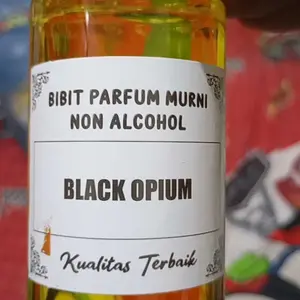 BIBIT PARFUM MURNI
NON ALCOHOL
BLACK OPIUM
Kualitas Terbaik